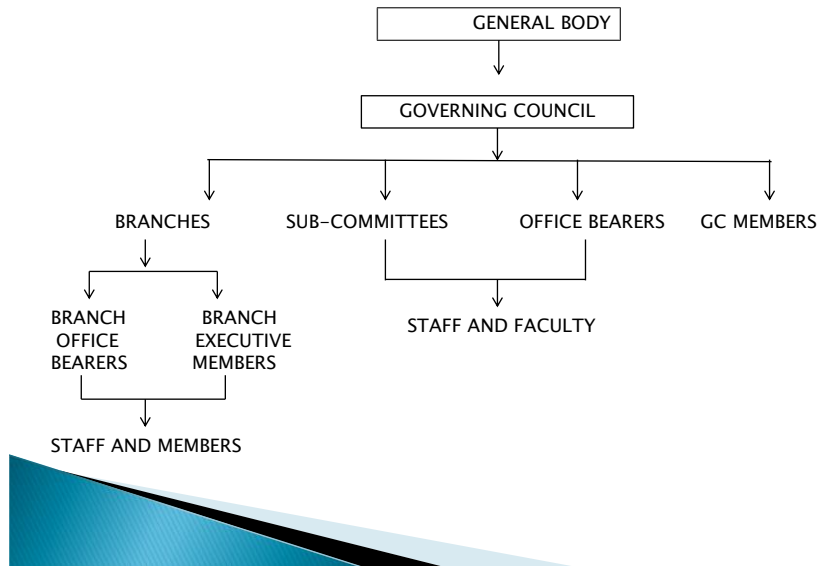 GENERAL BODY
GOVERNING COUNCIL
BRANCHES
SUB-COMMITTEES
OFFICE BEARERS
GC MEMBERS
BRANCH
OFFICE
BEARERS
BRANCH
EXECUTIVE
MEMBERS
STAFF AND FACULTY
STAFF AND MEMBERS